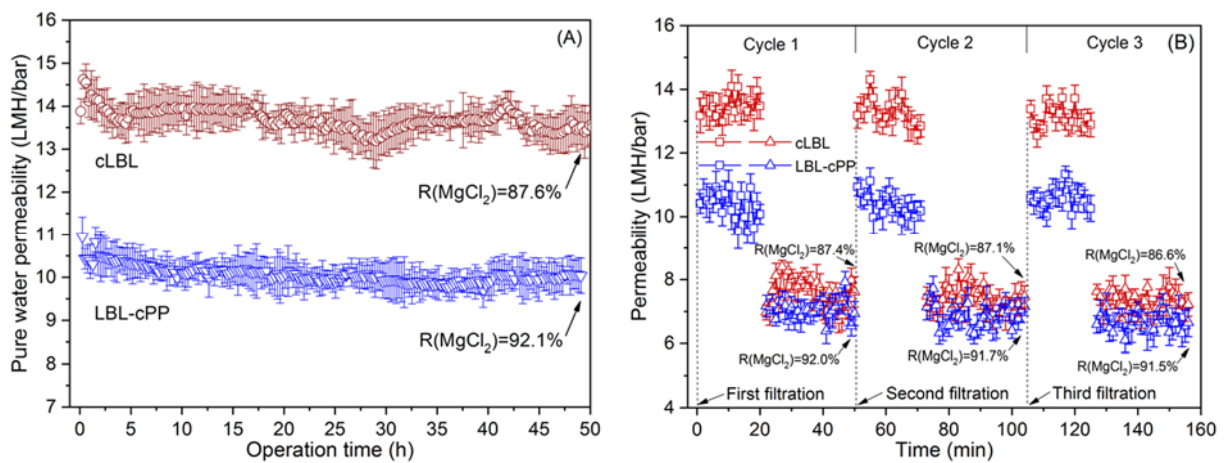 (A)
Pure water permeability (LMH/bar)
16
15
14
13
12
11
10
9
8
7
cLBL
R(MgCl₂)=87.6%
LBL-cPP
R(MgCl₂)=92.1%
0 5 10 15 20 25 30 35 40 45 50
Operation time (h)
Cycle 1 Cycle 2 Cycle 3 (B)
Permeability (LMH/bar)
16
14
12
10
8
6
4
cLBL
LBL-cPP
R(MgCl₂)=87.4% R(MgCl₂)=87.1% R(MgCl₂)=86.6%
R(MgCl₂)=92.0% R(MgCl₂)=91.7% R(MgCl₂)=91.5%
First filtration Second filtration Third filtration
0 20 40 60 80 100 120 140 160
Time (min)